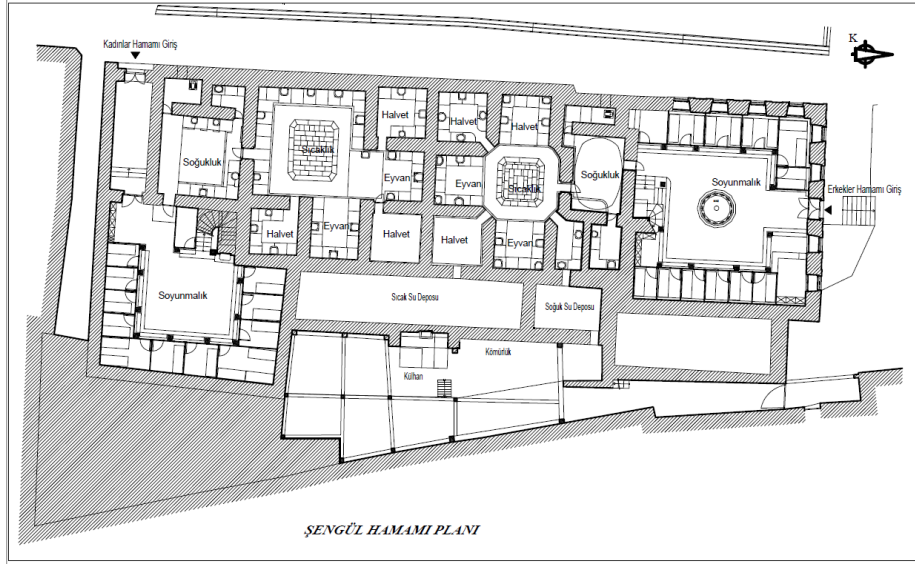 K
Kadınlar Hamamı Giriş
Halvet
Halvet
Halvet
Sıcaklık
Soğukluk
Eyvan
Eyvan
Sıcaklık
Soğukluk
Soyunmalık
Erkekler Hamamı Giriş
Halvet
Eyvan
Halvet
Halvet
Eyvan
Soyunmalık
Sıcak Su Deposu
Soğuk Su Deposu
Kömürlük
Külhan
ŞENGÜL HAMAMI PLANI